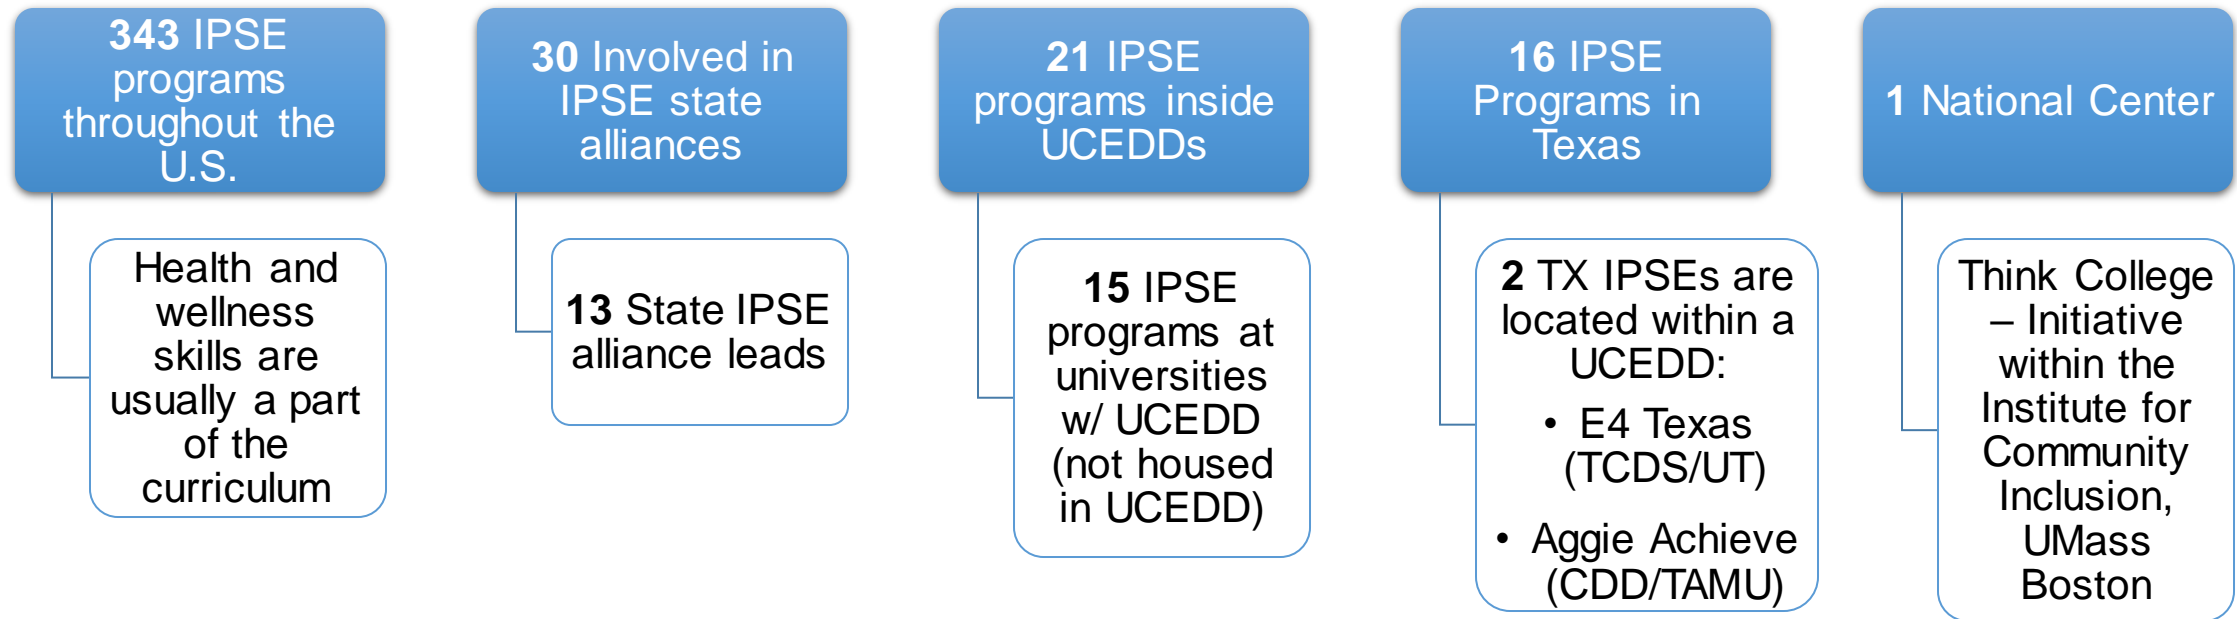 343 IPSE
programs
throughout the
U.S.
Health and
wellness
skills are
usually a part
of the
curriculum
30 Involved in
IPSE state
alliances
13 State IPSE
alliance leads
21 IPSE
programs inside
UCEDDs
15 IPSE
programs at
universities
w/ UCEDD
(not housed
in UCEDD)
16 IPSE
Programs in
Texas
2 TX IPSEs are
located within a
UCEDD:
• E4 Texas
(TCDS/UT)
• Aggie Achieve
(CDD/TAMU)
1 National Center
Think College
– Initiative
within the
Institute for
Community
Inclusion,
UMass
Boston